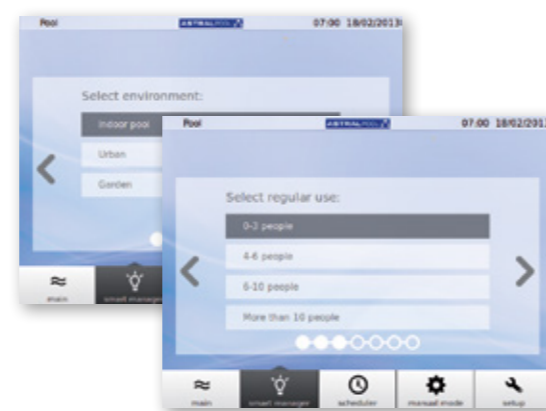 Pool ASTRALPOOL 07:00 18/02/2013
Select environment:
Indoor pool
Urban
Garden
main smart manager
Pool ASTRALPOOL 07:00 18/02/2013
Select regular use:
0-3 people
4-6 people
6-10 people
More than 10 people
main smart manager scheduler manual mode setup